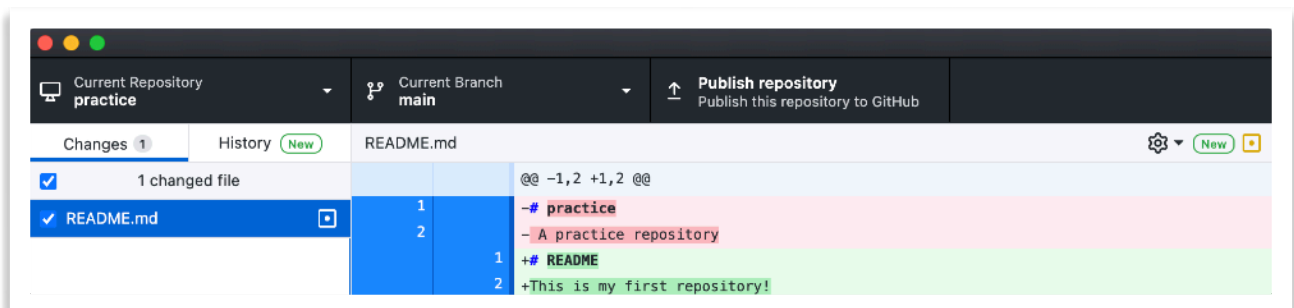 Current Repository
practice
Current Branch
main
Publish repository
Publish this repository to GitHub
Changes 1
History New
README.md
New
1 changed file
@@ -1,2 +1,2 @@
README.md
1 -# practice
2 - A practice repository
1 +# README
2 +This is my first repository!